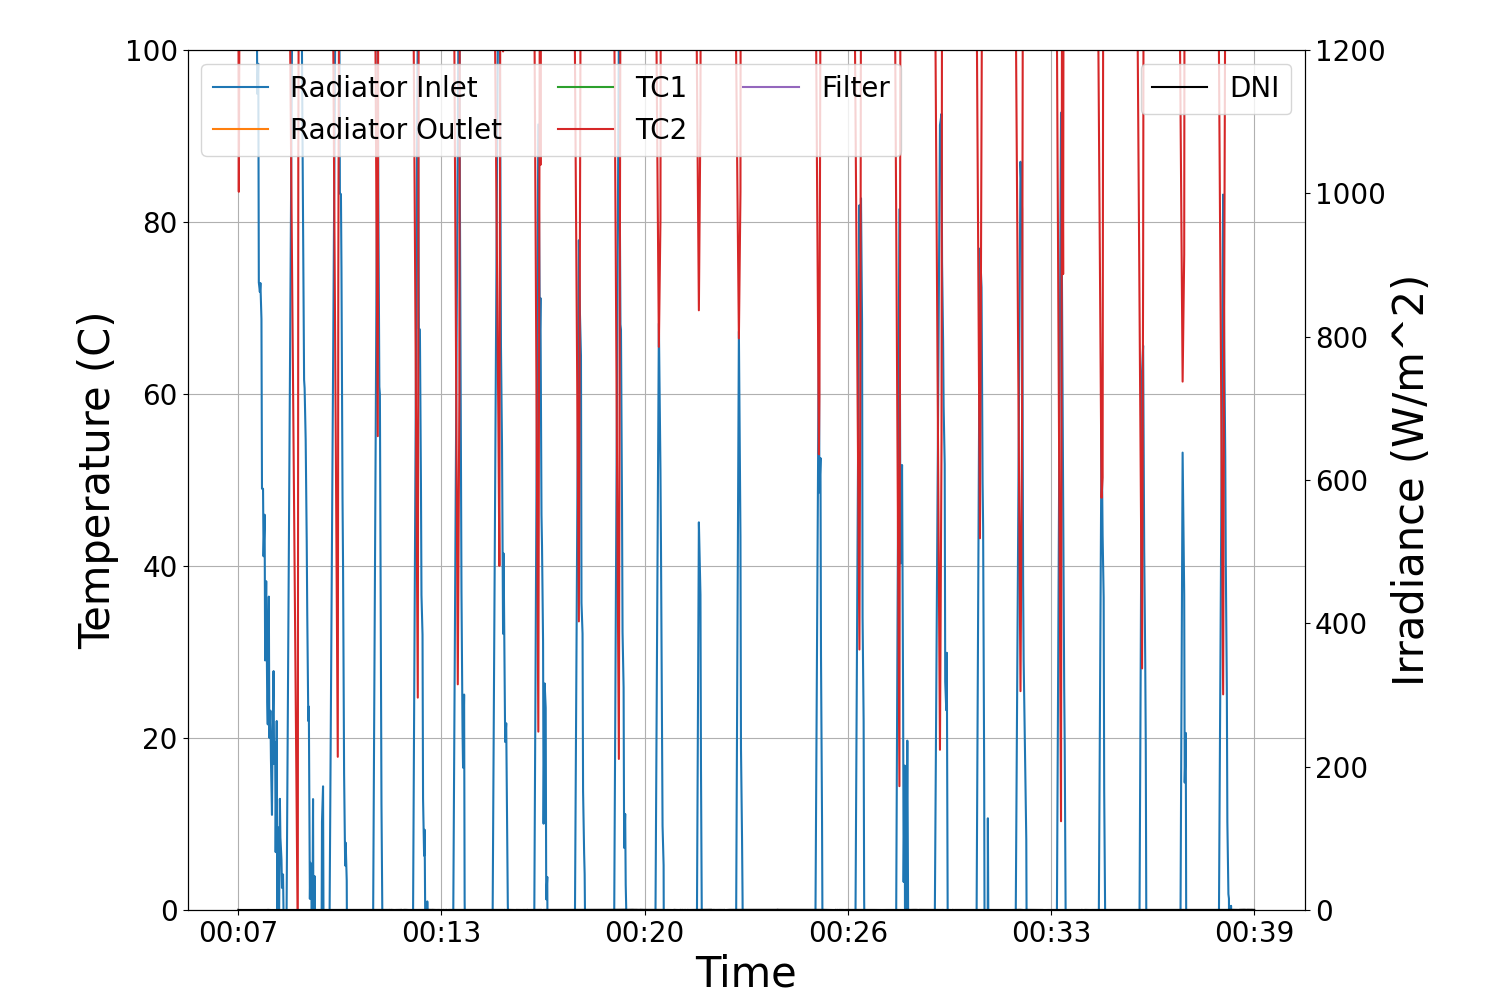 100
80
60
40
20
0
Temperature (C)
Radiator Inlet
Radiator Outlet
TC1
TC2
Filter
DNI
1200
1000
800
600
400
200
0
Irradiance (W/m^2)
00:07
00:13
00:20
00:26
00:33
00:39
Time